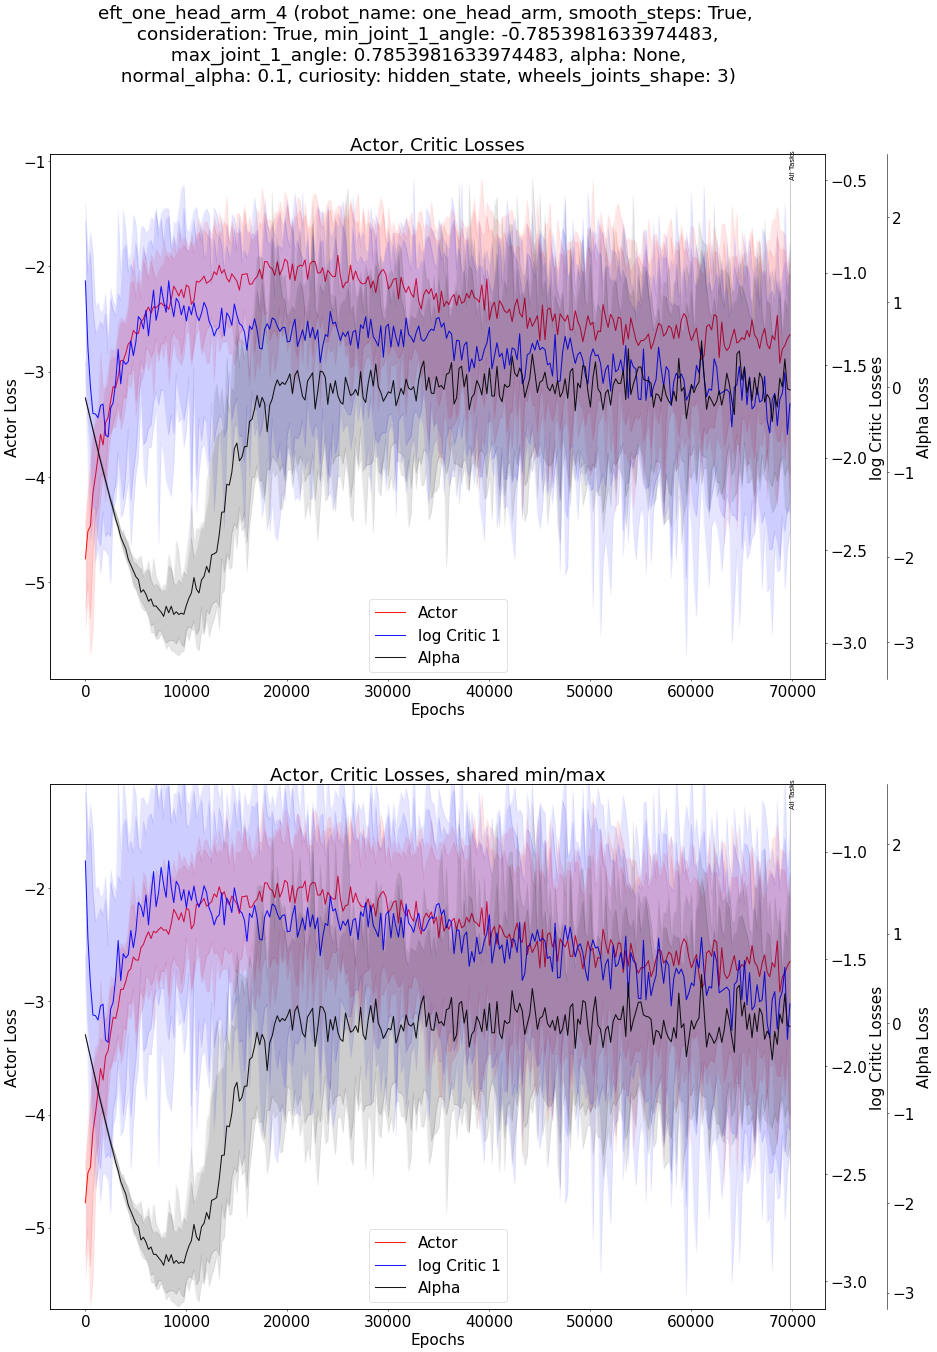 eft_one_head_arm_4 (robot_name: one_head_arm, smooth_steps: True,
consideration: True, min_joint_1_angle: -0.7853981633974483,
max_joint_1_angle: 0.7853981633974483, alpha: None,
normal_alpha: 0.1, curiosity: hidden_state, wheels_joints_shape: 3)
Actor, Critic Losses
All Tasks
−1
−2
−3
−4
−5
Actor Loss
−0.5
−1.0
−1.5
−2.0
−2.5
−3.0
log Critic Losses
2
1
0
−1
−2
−3
Alpha Loss
Actor
log Critic 1
Alpha
0 10000 20000 30000 40000 50000 60000 70000
Epochs
Actor, Critic Losses, shared min/max
All Tasks
−2
−3
−4
−5
Actor Loss
−1.0
−1.5
−2.0
−2.5
−3.0
log Critic Losses
2
1
0
−1
−2
−3
Alpha Loss
Actor
log Critic 1
Alpha
0 10000 20000 30000 40000 50000 60000 70000
Epochs